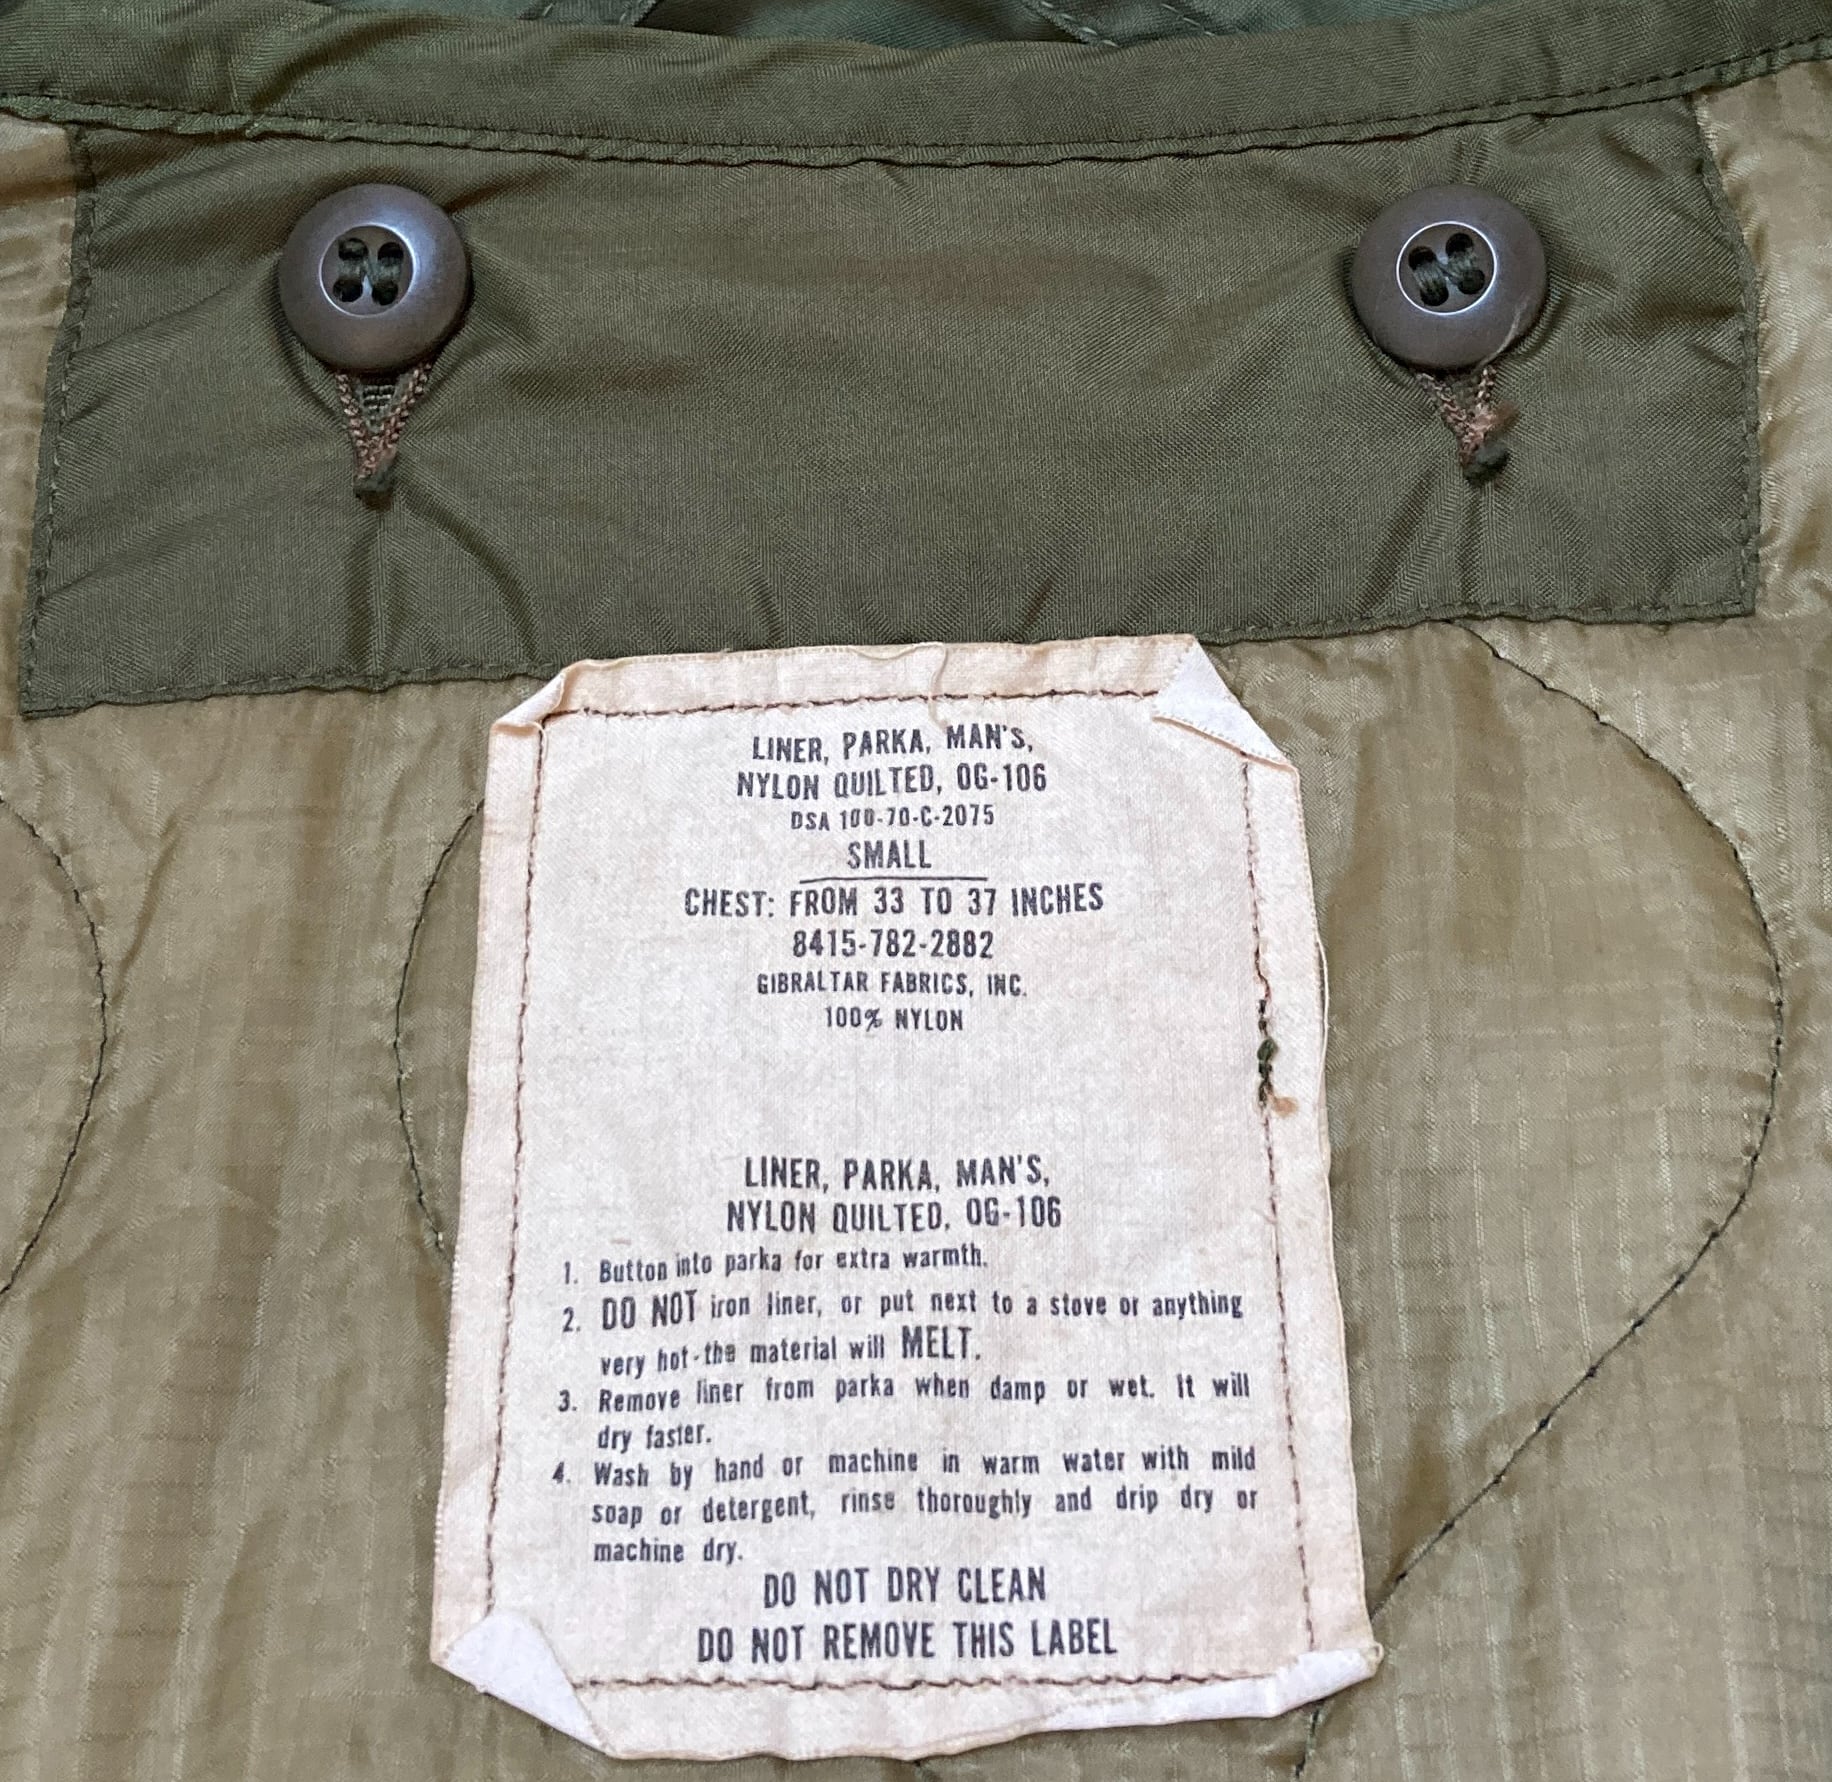 LINER, PARKA, MAN'S,
NYLON QUILTED, OG-106
DSA 100-70-C-2075
SMALL
CHEST: FROM 33 TO 37 INCHES
8415-782-2882
GIBRALTAR FABRICS, INC.
100% NYLON
LINER, PARKA, MAN'S,
NYLON QUILTED, OG-106
1. Button into parka for extra warmth.
2. DO NOT iron liner, or put next to a stove or anything
very hot-the material will MELT.
3. Remove liner from parka when damp or wet. It will
dry faster.
4. Wash by hand or machine in warm water with mild
soap or detergent, rinse thoroughly and drip dry or
machine dry.
DO NOT DRY CLEAN
DO NOT REMOVE THIS LABEL